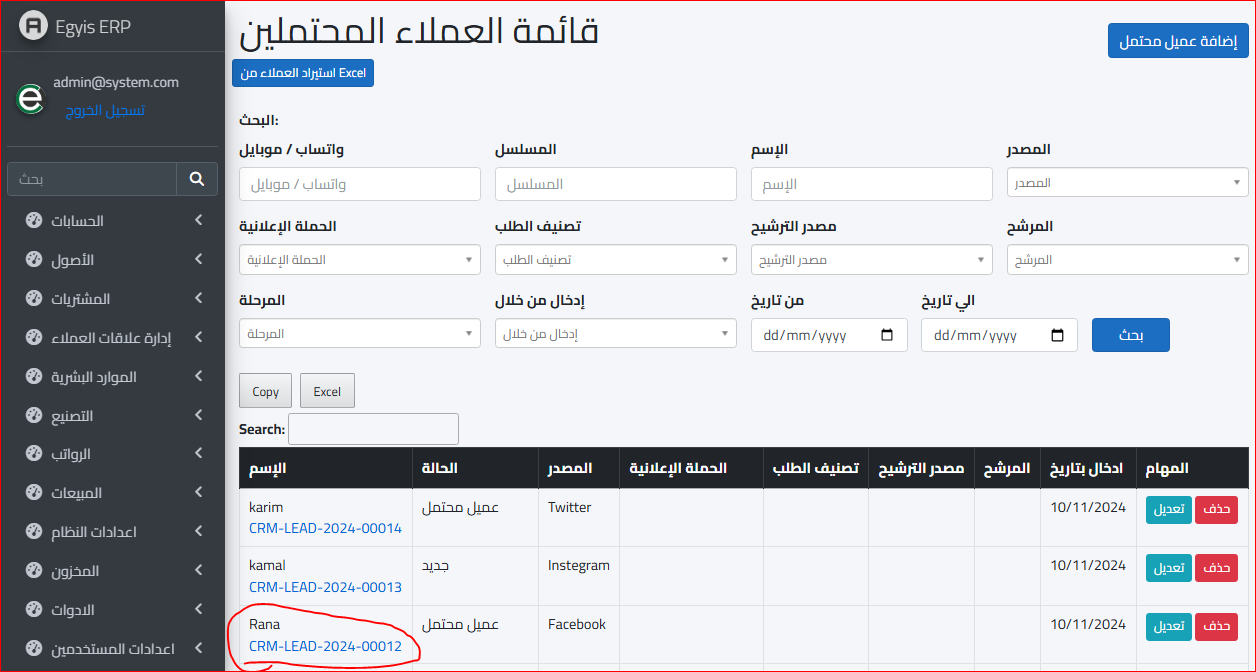 Egyis ERP
admin@system.com
تسجيل الخروج
بحث
الحسابات
الأصول
المشتريات
إدارة علاقات العملاء
الموارد البشرية
التصنيع
الرواتب
المبيعات
اعدادات النظام
المخزون
الادوات
اعدادات المستخدمين
قائمة العملاء المحتملين
إضافة عميل محتمل
استيراد العملاء من Excel
البحث:
واتساب / موبايل المسلسل الإسم المصدر
واتساب / موبايل المسلسل الإسم المصدر
الحملة الإعلانية تصنيف الطلب مصدر الترشيح المرشح
الحملة الإعلانية تصنيف الطلب مصدر الترشيح المرشح
المرحلة إدخال من خلال من تاريخ الي تاريخ
المرحلة إدخال من خلال dd/mm/yyyy dd/mm/yyyy بحث
Copy Excel
Search:
الإسم الحالة المصدر الحملة الإعلانية تصنيف الطلب مصدر الترشيح المرشح ادخال بتاريخ المهام
karim عميل محتمل Twitter 10/11/2024 تعديل حذف
CRM-LEAD-2024-00014
kamal جديد Instegram 10/11/2024 تعديل حذف
CRM-LEAD-2024-00013
Rana عميل محتمل Facebook 10/11/2024 تعديل حذف
CRM-LEAD-2024-00012